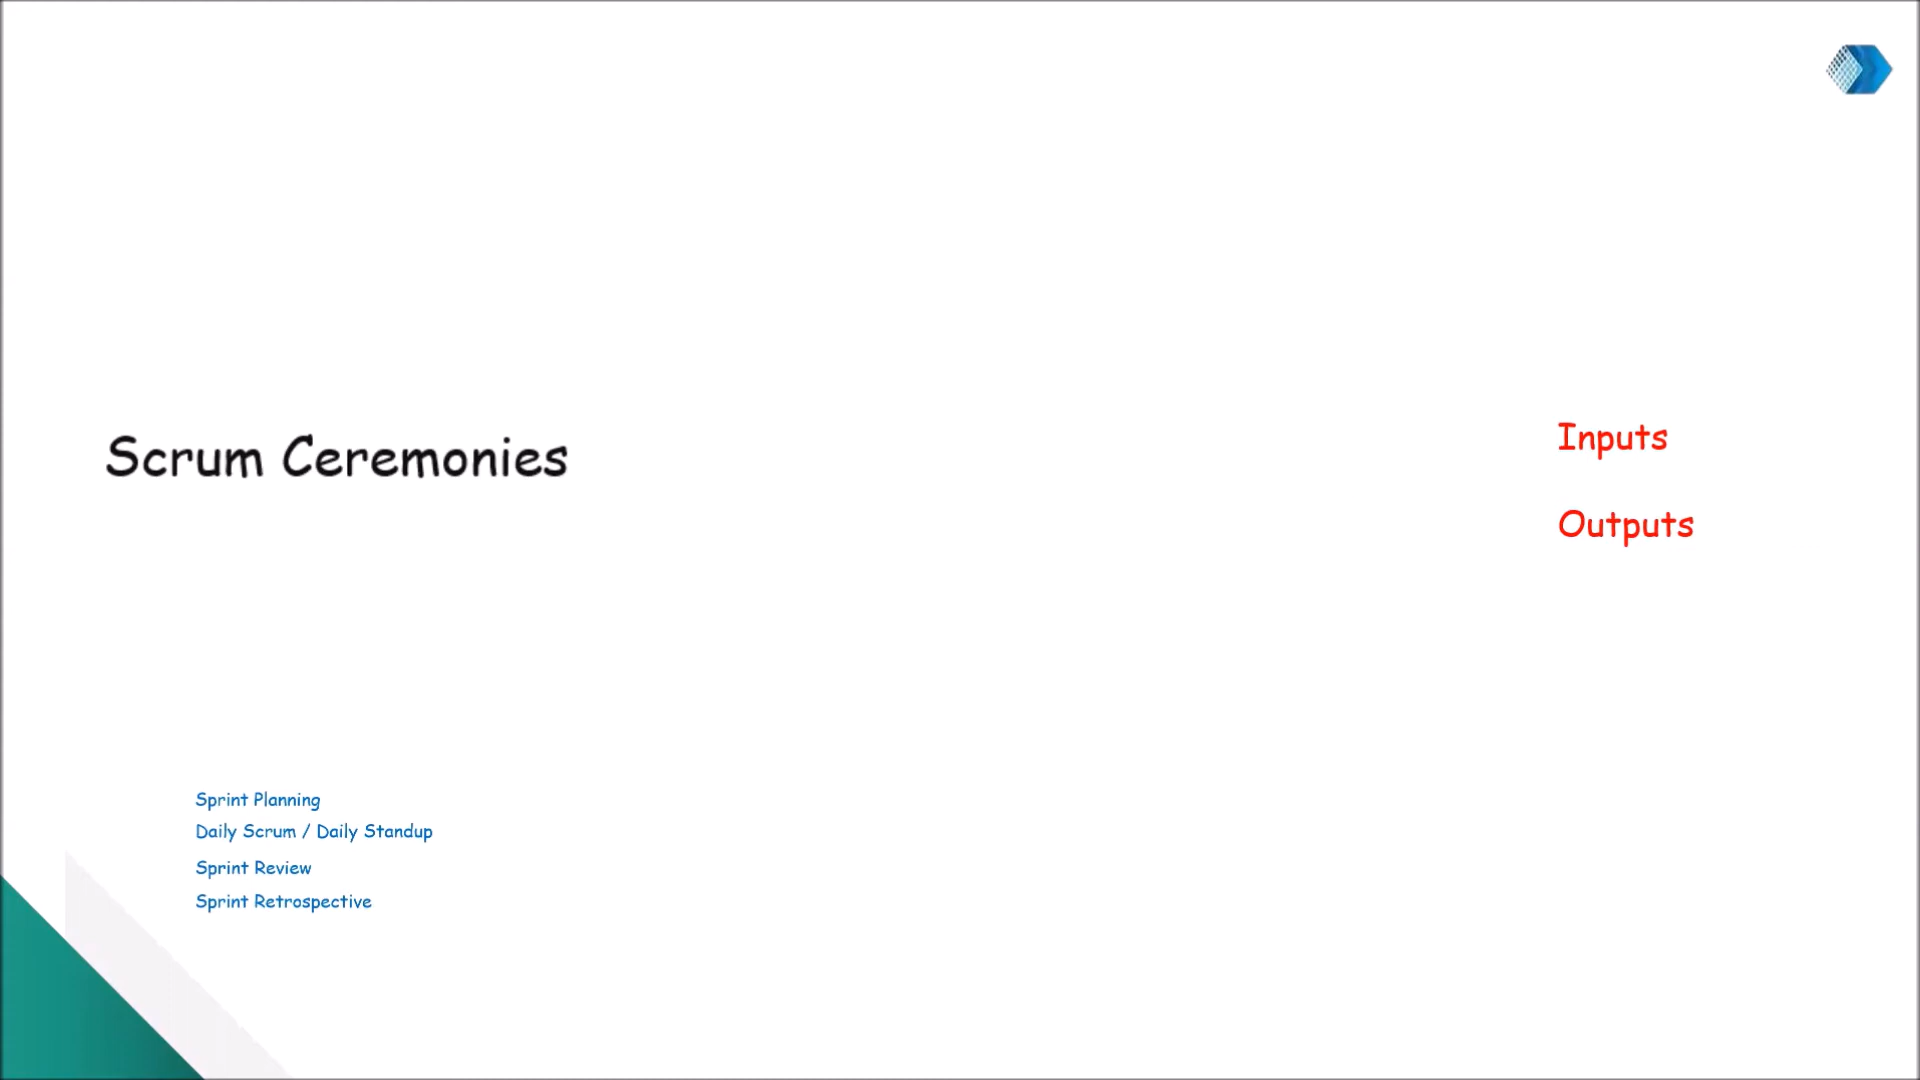 Scrum Ceremonies
Inputs
Outputs
Sprint Planning
Daily Scrum / Daily Standup
Sprint Review
Sprint Retrospective